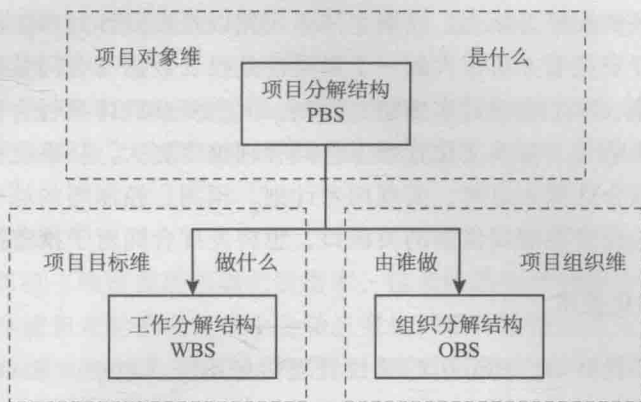 项目对象维
是什么
项目分解结构
PBS
项目目标维
做什么
由谁做
项目组织维
工作分解结构
WBS
组织分解结构
OBS